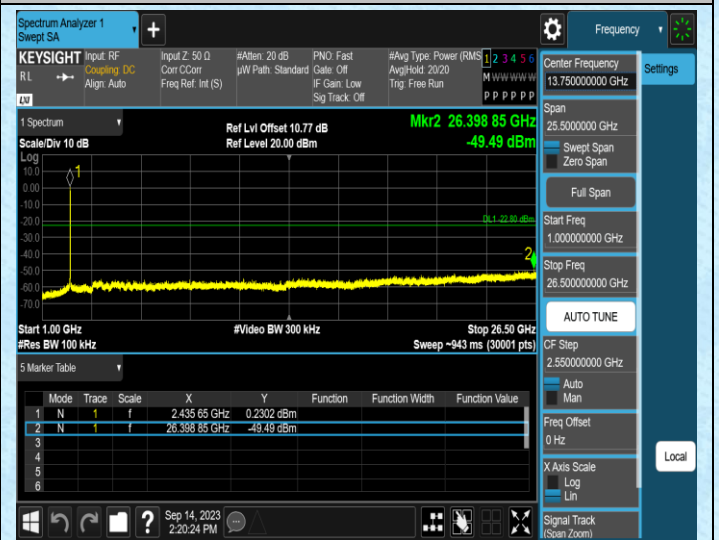 Spectrum Analyzer 1
Swept SA
+
Frequency
KEYSIGHT
RL
LXI
Input: RF
Coupling: DC
Align: Auto
Input Z: 50 Ω
Corr CCorr
Freq Ref: Int (S)
#Atten: 20 dB
µW Path: Standard
PNO: Fast
Gate: Off
IF Gain: Low
Sig Track: Off
#Avg Type: Power (RMS
Avg|Hold: 20/20
Trig: Free Run
1 2 3 4 5 6
M W W W W W
P P P P P P
1 Spectrum
Scale/Div 10 dB
Log
Ref Lvl Offset 10.77 dB
Ref Level 20.00 dBm
Mkr2 26.398 85 GHz
-49.49 dBm
10.0
0.00
-10.0
-20.0
-30.0
-40.0
-50.0
-60.0
-70.0
1
DL1 -22.80 dBm
2
Start 1.00 GHz
#Res BW 100 kHz
#Video BW 300 kHz
Stop 26.50 GHz
Sweep ~943 ms (30001 pts)
5 Marker Table
Mode Trace Scale X Y Function Function Width Function Value
1 N 1 f 2.435 65 GHz 0.2302 dBm
2 N 1 f 26.398 85 GHz -49.49 dBm
3
4
5
6
?
Sep 14, 2023
2:20:24 PM
Center Frequency
13.750000000 GHz
Settings
Span
25.5000000 GHz
Swept Span
Zero Span
Full Span
Start Freq
1.000000000 GHz
Stop Freq
26.500000000 GHz
AUTO TUNE
CF Step
2.550000000 GHz
Auto
Man
Freq Offset
0 Hz
Local
X Axis Scale
Log
Lin
Signal Track
(Span Zoom)